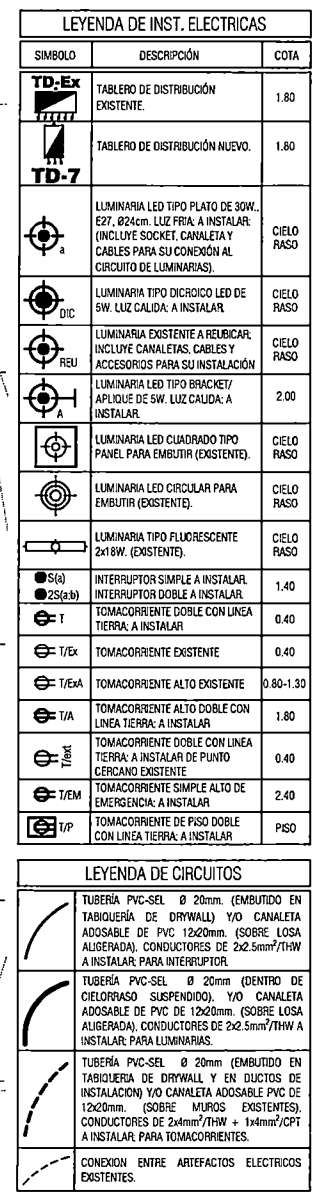 LEYENDA DE INST. ELECTRICAS
SIMBOLO DESCRIPCIÓN COTA
TD-Ex
TABLERO DE DISTRIBUCIÓN
EXISTENTE.
1.80
TABLERO DE DISTRIBUCIÓN NUEVO.
1.80
TD-7
LUMINARIA LED TIPO PLATO DE 30W.,
E27, Ø24cm. LUZ FRIA; A INSTALAR;
(INCLUYE SOCKET, CANALETA Y
CABLES PARA SU CONEXIÓN AL
CIRCUITO DE LUMINARIAS).
a
CIELO
RASO
LUMINARIA TIPO DICROICO LED DE
5W. LUZ CALIDA; A INSTALAR.
DIC
CIELO
RASO
LUMINARIA EXISTENTE A REUBICAR;
INCLUYE CANALETAS, CABLES Y
ACCESORIOS PARA SU INSTALACIÓN
REU
CIELO
RASO
LUMINARIA LED TIPO BRACKET/
APLIQUE DE 5W. LUZ CALIDA; A
INSTALAR.
A
2.00
LUMINARIA LED CUADRADO TIPO
PANEL PARA EMBUTIR (EXISTENTE).
CIELO
RASO
LUMINARIA LED CIRCULAR PARA
EMBUTIR (EXISTENTE).
CIELO
RASO
LUMINARIA TIPO FLUORESCENTE
2x18W. (EXISTENTE).
CIELO
RASO
S(a) INTERRUPTOR SIMPLE A INSTALAR.
2S(a;b) INTERRUPTOR DOBLE A INSTALAR.
1.40
T
TOMACORRIENTE DOBLE CON LINEA
TIERRA; A INSTALAR
0.40
T/Ex TOMACORRIENTE EXISTENTE 0.40
T/ExA TOMACORRIENTE ALTO EXISTENTE 0.80-1.30
T/A
TOMACORRIENTE ALTO DOBLE CON
LINEA TIERRA; A INSTALAR
1.80
T/ext
TOMACORRIENTE DOBLE CON LINEA
TIERRA; A INSTALAR DE PUNTO
CERCANO EXISTENTE
0.40
T/EM
TOMACORRIENTE SIMPLE ALTO DE
EMERGENCIA; A INSTALAR
2.40
T/P
TOMACORRIENTE DE PISO DOBLE
CON LINEA TIERRA; A INSTALAR
PISO
LEYENDA DE CIRCUITOS
TUBERÍA PVC-SEL Ø 20mm. (EMBUTIDO EN
TABIQUERÍA DE DRYWALL) Y/O CANALETA
ADOSABLE DE PVC 12x20mm. (SOBRE LOSA
ALIGERADA). CONDUCTORES DE 2x2.5mm²/THW
A INSTALAR; PARA INTERRUPTOR.
TUBERÍA PVC-SEL Ø 20mm (DENTRO DE
CIELORRASO SUSPENDIDO). Y/O CANALETA
ADOSABLE DE PVC DE 12x20mm. (SOBRE LOSA
ALIGERADA), CONDUCTORES DE 2x2.5mm²/THW A
INSTALAR; PARA LUMINARIAS.
TUBERÍA PVC-SEL Ø 20mm (EMBUTIDO EN
TABIQUERIA DE DRYWALL Y EN DUCTOS DE
INSTALACION) Y/O CANALETA ADOSABLE PVC DE
12x20mm. (SOBRE MUROS EXISTENTES).
CONDUCTORES DE 2x4mm²/THW + 1x4mm²/CPT
A INSTALAR; PARA TOMACORRIENTES.
CONEXION ENTRE ARTEFACTOS ELECTRICOS
EXISTENTES.